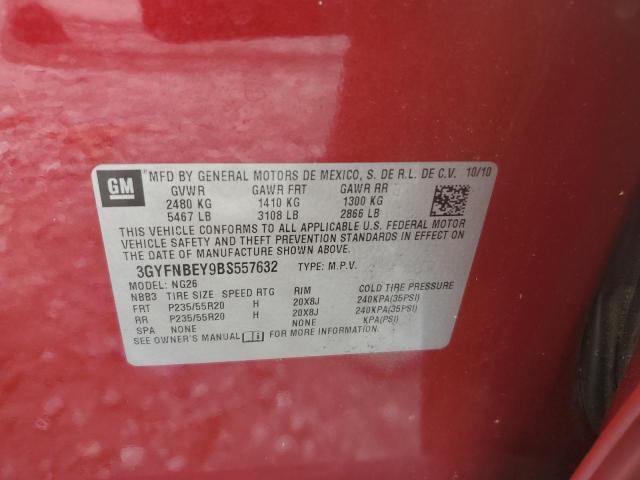 GM
MFD BY GENERAL MOTORS DE MEXICO, S. DE R.L. DE C.V. 10/10
GVWR GAWR FRT GAWR RR
2480 KG 1410 KG 1300 KG
5467 LB 3108 LB 2866 LB
THIS VEHICLE CONFORMS TO ALL APPLICABLE U.S. FEDERAL MOTOR
VEHICLE SAFETY AND THEFT PREVENTION STANDARDS IN EFFECT ON
THE DATE OF MANUFACTURE SHOWN ABOVE.
3GYFNBEY9BS557632 TYPE: M.P.V.
MODEL: NG26
NBB3 TIRE SIZE SPEED RTG RIM COLD TIRE PRESSURE
FRT P235/55R20 H 20X8J 240KPA(35PSI)
RR P235/55R20 H 20X8J 240KPA(35PSI)
SPA NONE NONE KPA(PSI)
SEE OWNER'S MANUAL FOR MORE INFORMATION.